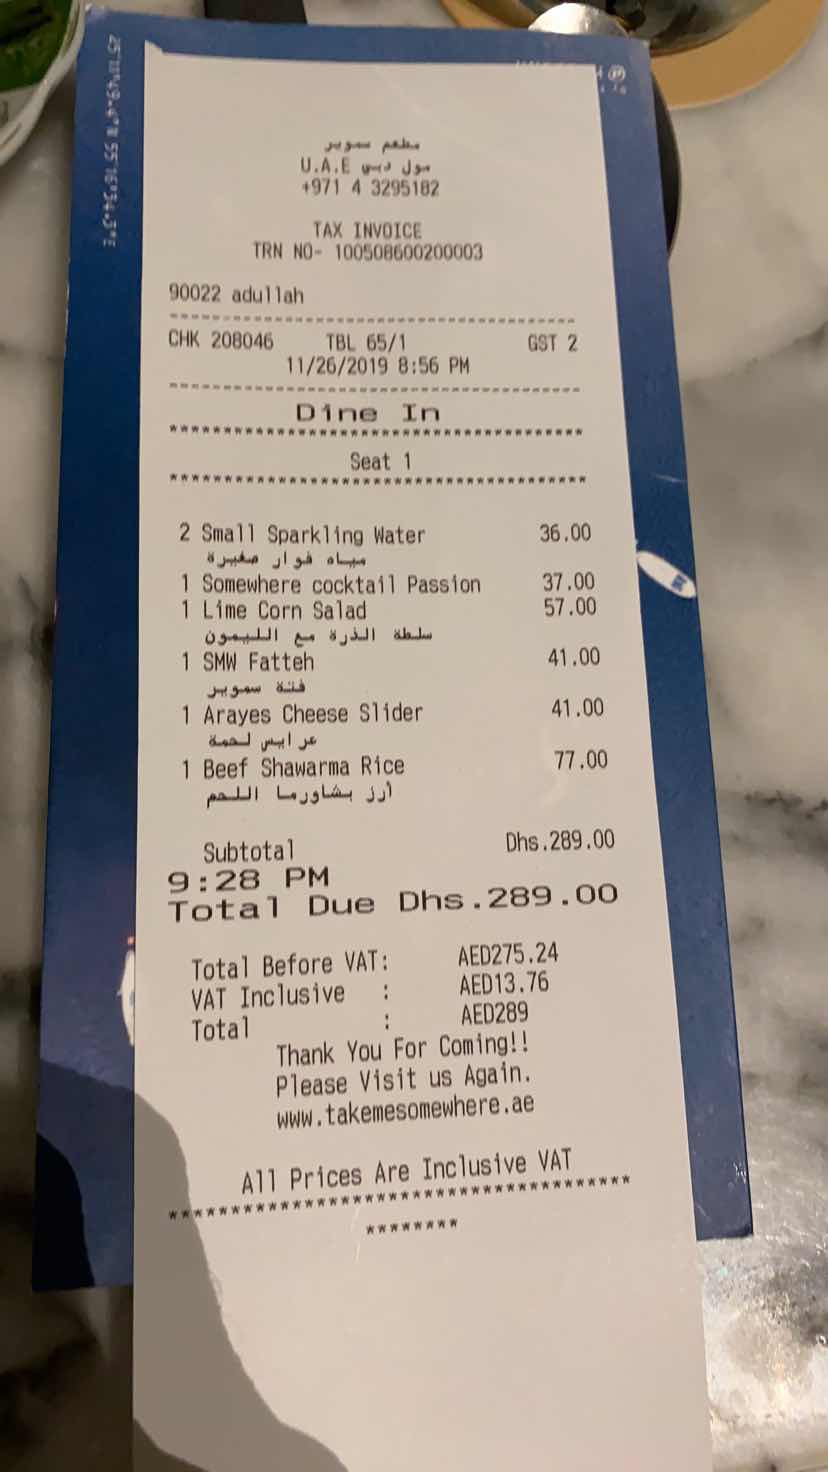 مطعم سموير
U.A.E مول دبي
+971 4 3295182
TAX INVOICE
TRN NO- 100508600200003
90022 adullah
CHK 208046 TBL 65/1 GST 2
11/26/2019 8:56 PM
Dine In
****************************************
Seat 1
****************************************
2 Small Sparkling Water 36.00
مياه فوار صغيرة
1 Somewhere cocktail Passion 37.00
1 Lime Corn Salad 57.00
سلطة الذرة مع الليمون
1 SMW Fatteh 41.00
فتة سموير
1 Arayes Cheese Slider 41.00
عرايس لحمة
1 Beef Shawarma Rice 77.00
أرز بشاورما اللحم
Subtotal Dhs.289.00
9:28 PM
Total Due Dhs.289.00
Total Before VAT: AED275.24
VAT Inclusive : AED13.76
Total : AED289
Thank You For Coming!!
Please Visit us Again.
www.takemesomewhere.ae
All Prices Are Inclusive VAT
****************************************
********